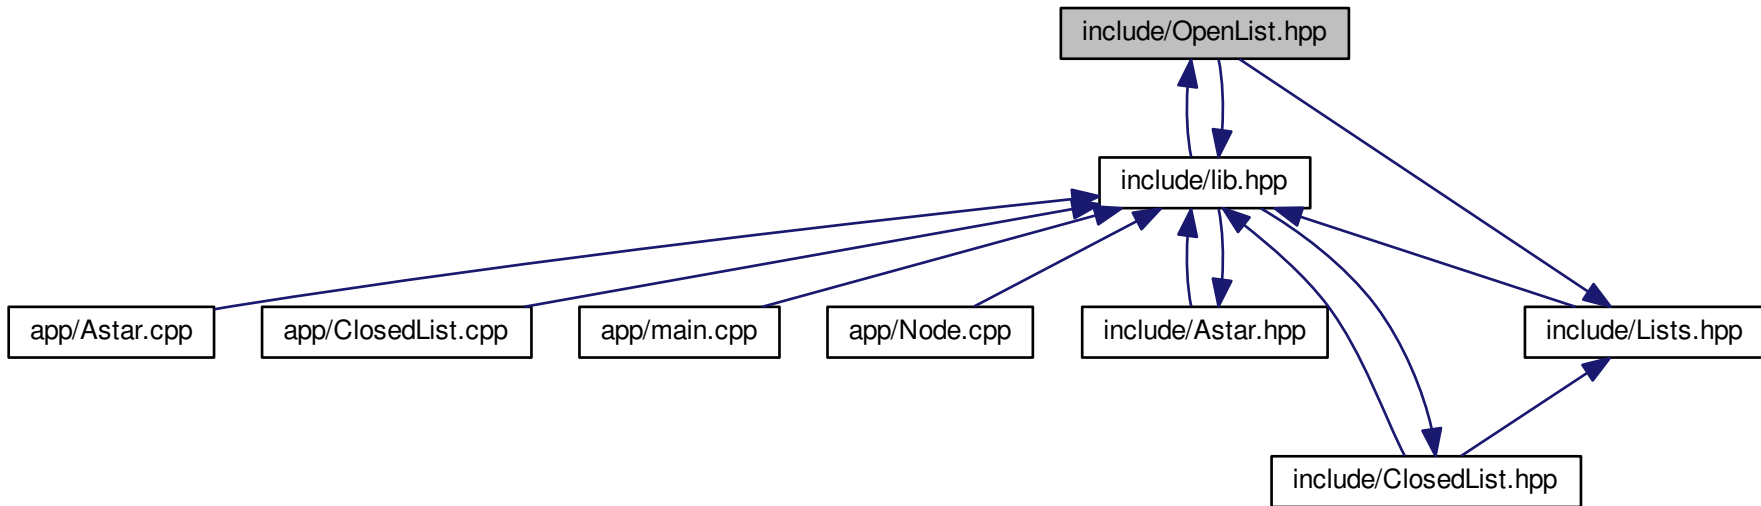 include/OpenList.hpp
include/lib.hpp
app/Astar.cpp
app/ClosedList.cpp
app/main.cpp
app/Node.cpp
include/Astar.hpp
include/Lists.hpp
include/ClosedList.hpp